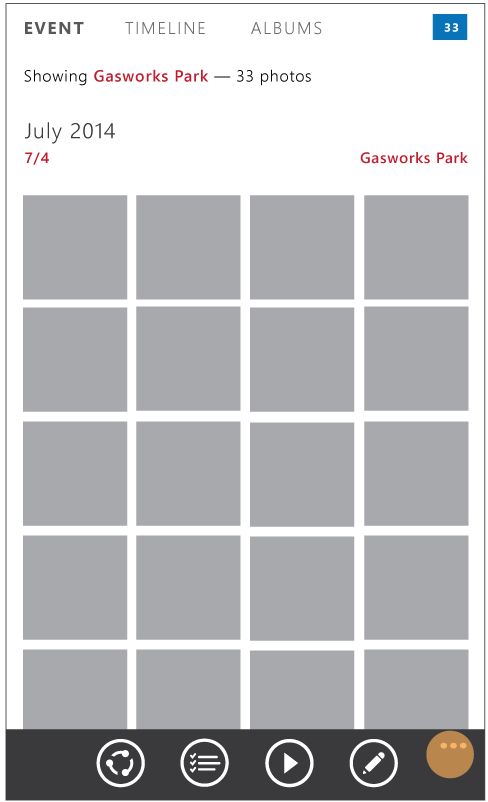 EVENT TIMELINE ALBUMS 33
Showing Gasworks Park — 33 photos
July 2014
7/4 Gasworks Park